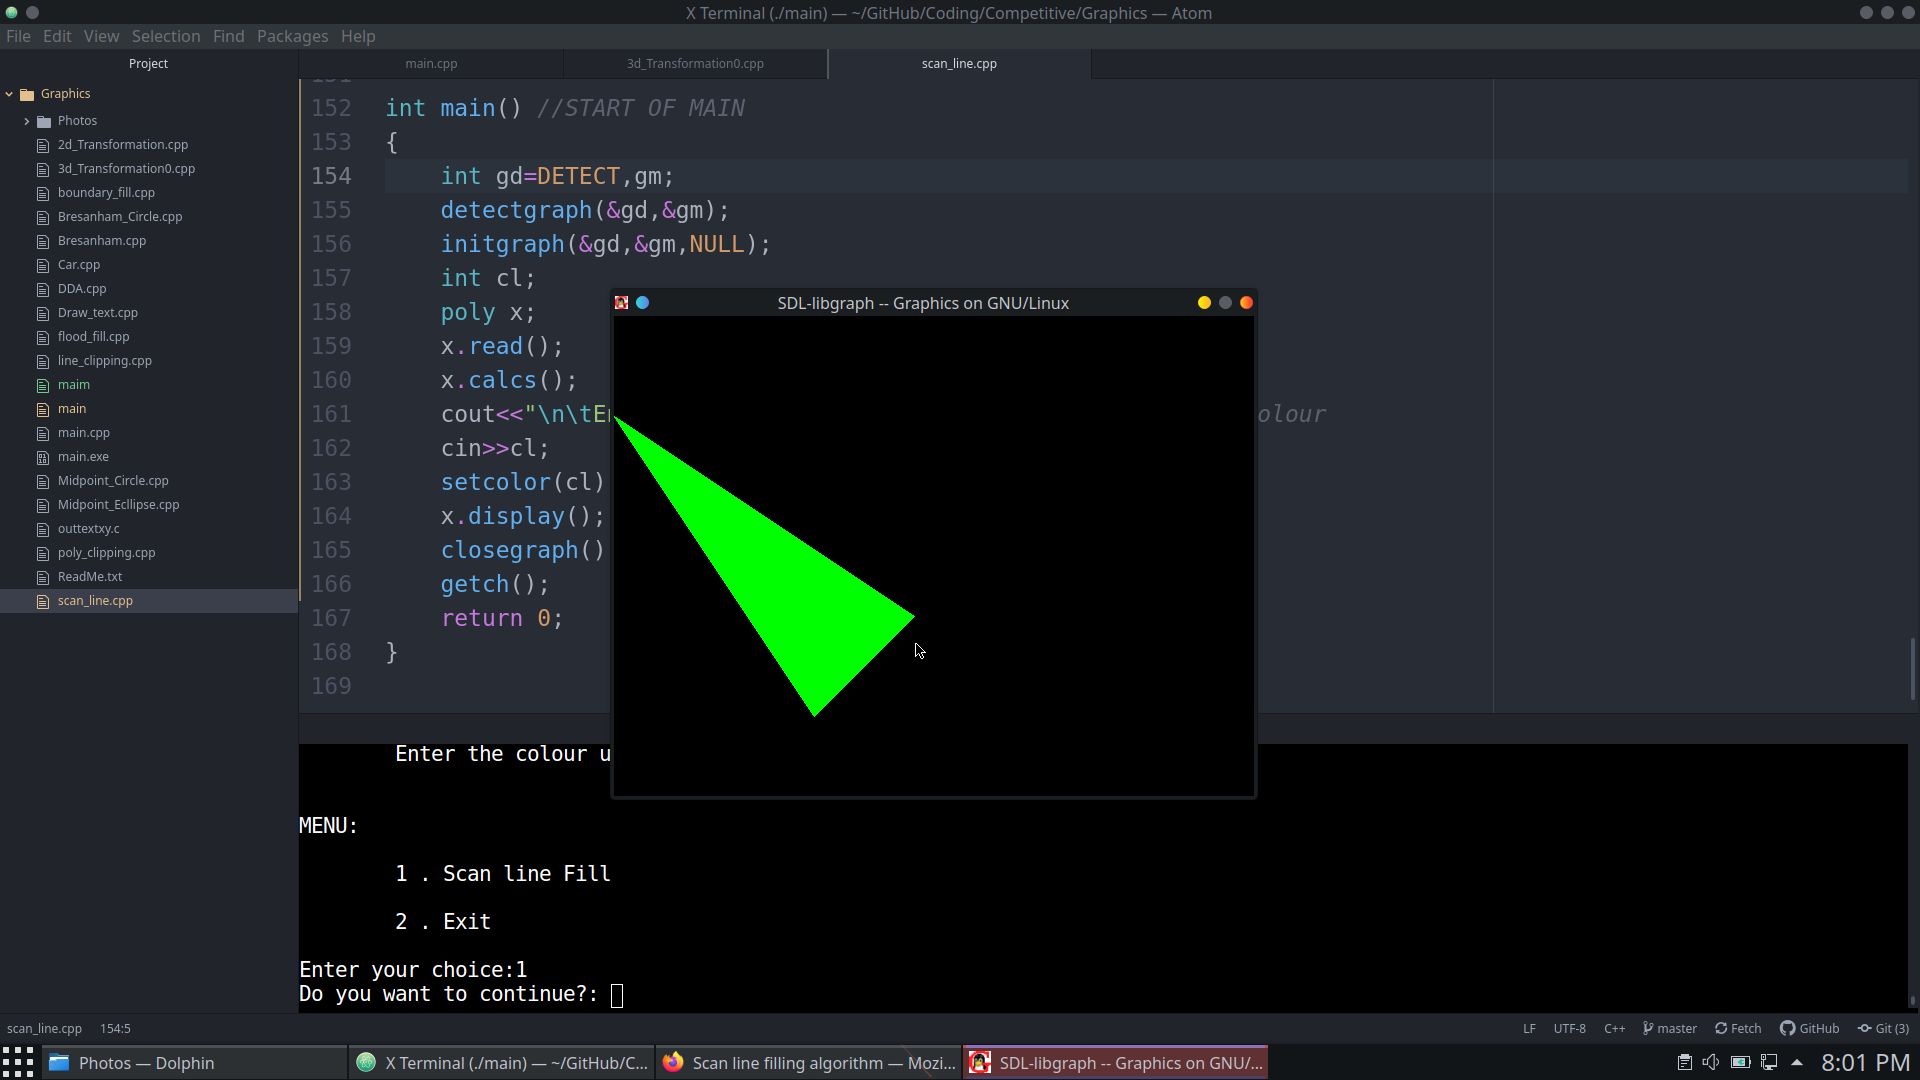 X Terminal (./main) — ~/GitHub/Coding/Competitive/Graphics — Atom
File Edit View Selection Find Packages Help
Project
main.cpp
3d_Transformation0.cpp
scan_line.cpp
Graphics
Photos
2d_Transformation.cpp
3d_Transformation0.cpp
boundary_fill.cpp
Bresanham_Circle.cpp
Bresanham.cpp
Car.cpp
DDA.cpp
Draw_text.cpp
flood_fill.cpp
line_clipping.cpp
maim
main
main.cpp
main.exe
Midpoint_Circle.cpp
Midpoint_Ecllipse.cpp
outtextxy.c
poly_clipping.cpp
ReadMe.txt
scan_line.cpp
152 int main() //START OF MAIN
153 {
154 int gd=DETECT,gm;
155 detectgraph(&gd,&gm);
156 initgraph(&gd,&gm,NULL);
157 int cl;
158 poly x;
159 x.read();
160 x.calcs();
161 cout<<"\n\tE olour
162 cin>>cl;
163 setcolor(cl)
164 x.display();
165 closegraph()
166 getch();
167 return 0;
168 }
169
SDL-libgraph -- Graphics on GNU/Linux
Enter the colour u
MENU:
1 . Scan line Fill
2 . Exit
Enter your choice:1
Do you want to continue?:
scan_line.cpp 154:5
LF UTF-8 C++ master Fetch GitHub Git (3)
Photos — Dolphin
X Terminal (./main) — ~/GitHub/C...
Scan line filling algorithm — Mozi...
SDL-libgraph -- Graphics on GNU/...
8:01 PM